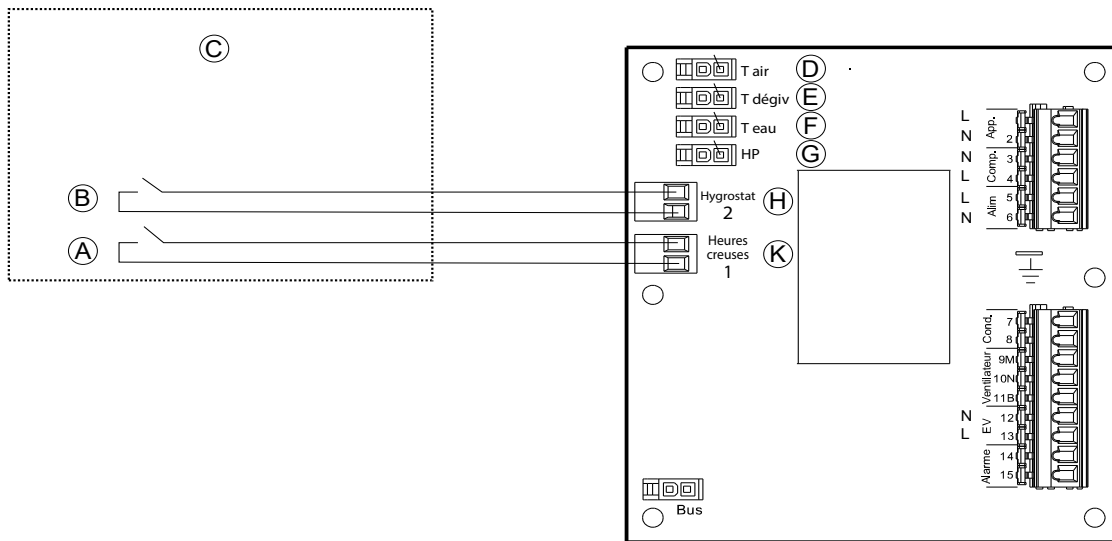 C
T air
D
T dégiv
E
T eau
F
HP
G
B
Hygrostat
2
H
A
Heures
creuses
1
K
L
N
2
App.
N
3
L
4
Comp.
L
5
N
6
Alim
7
8
Cond.
9M
10N
11B
Ventilateur
N
12
L
13
EV
14
15
Alarme
Bus